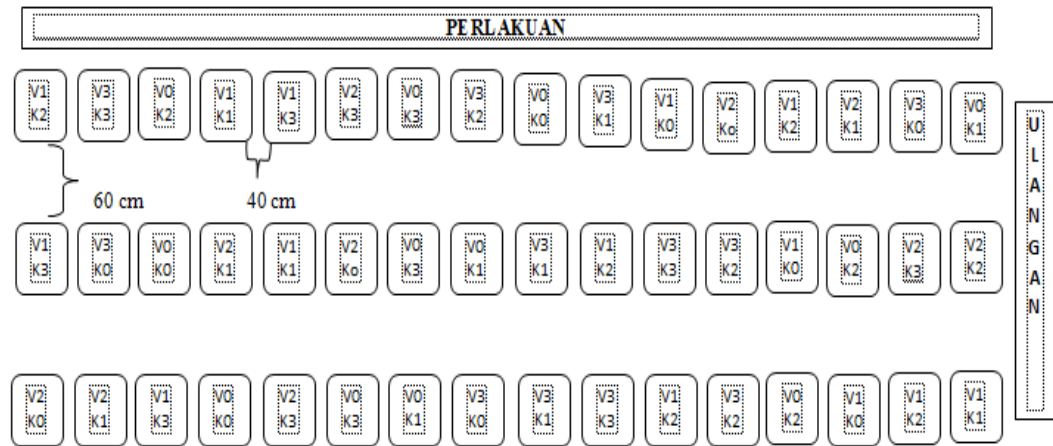 PERLAKUAN
V1 V3 V0 V1 V1 V2 V0 V3 V0 V3 V1 V2 V1 V2 V3 V0
K2 K3 K2 K1 K3 K3 K3 K2 K0 K1 K0 Ko K2 K1 K0 K1
60 cm 40 cm
V1 V3 V0 V2 V1 V2 V0 V0 V3 V1 V3 V3 V1 V0 V2 V2
K3 K0 K0 K1 K1 Ko K3 K1 K1 K2 K3 K2 K0 K2 K3 K2
V2 V2 V1 V0 V2 V0 V0 V3 V3 V3 V1 V3 V0 V1 V1 V1
K0 K1 K3 K0 K3 K3 K1 K0 K1 K3 K2 K2 K2 K0 K2 K1
U
L
A
N
G
A
N